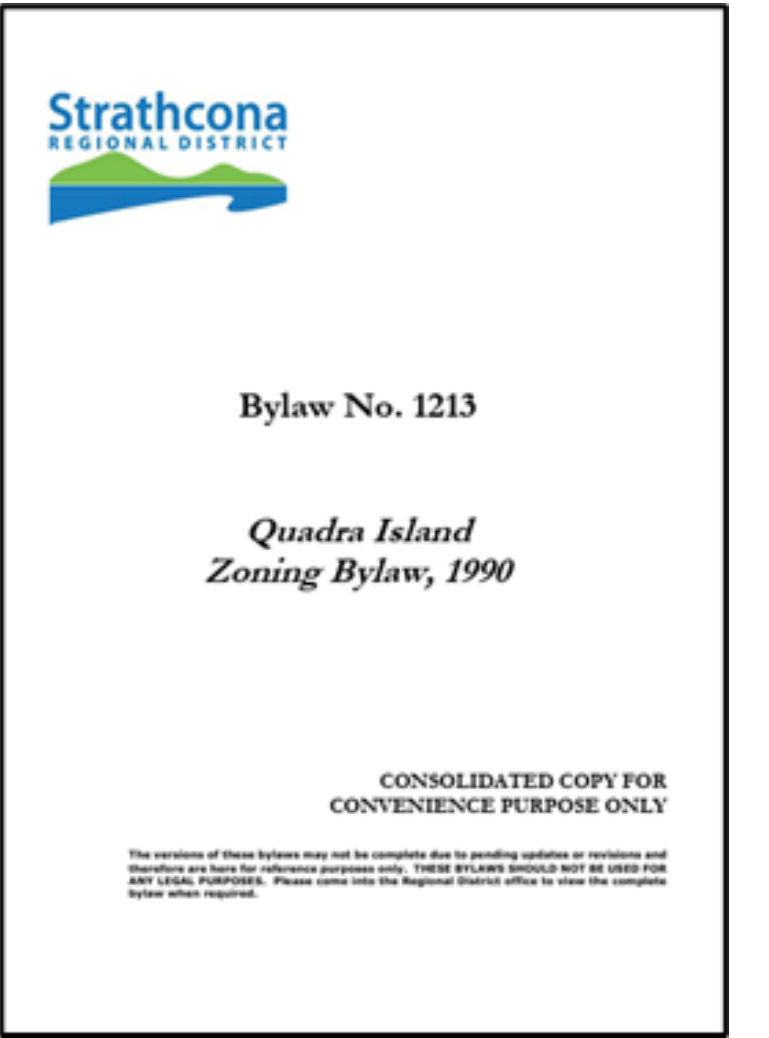 Strathcona
REGIONAL DISTRICT
Bylaw No. 1213
Quadra Island
Zoning Bylaw, 1990
CONSOLIDATED COPY FOR
CONVENIENCE PURPOSE ONLY
The versions of these bylaws may not be complete due to pending updates or revisions and
therefore are here for reference purposes only.  THESE BYLAWS SHOULD NOT BE USED FOR
ANY LEGAL PURPOSES.  Please come into the Regional District office to view the complete
bylaw when required.